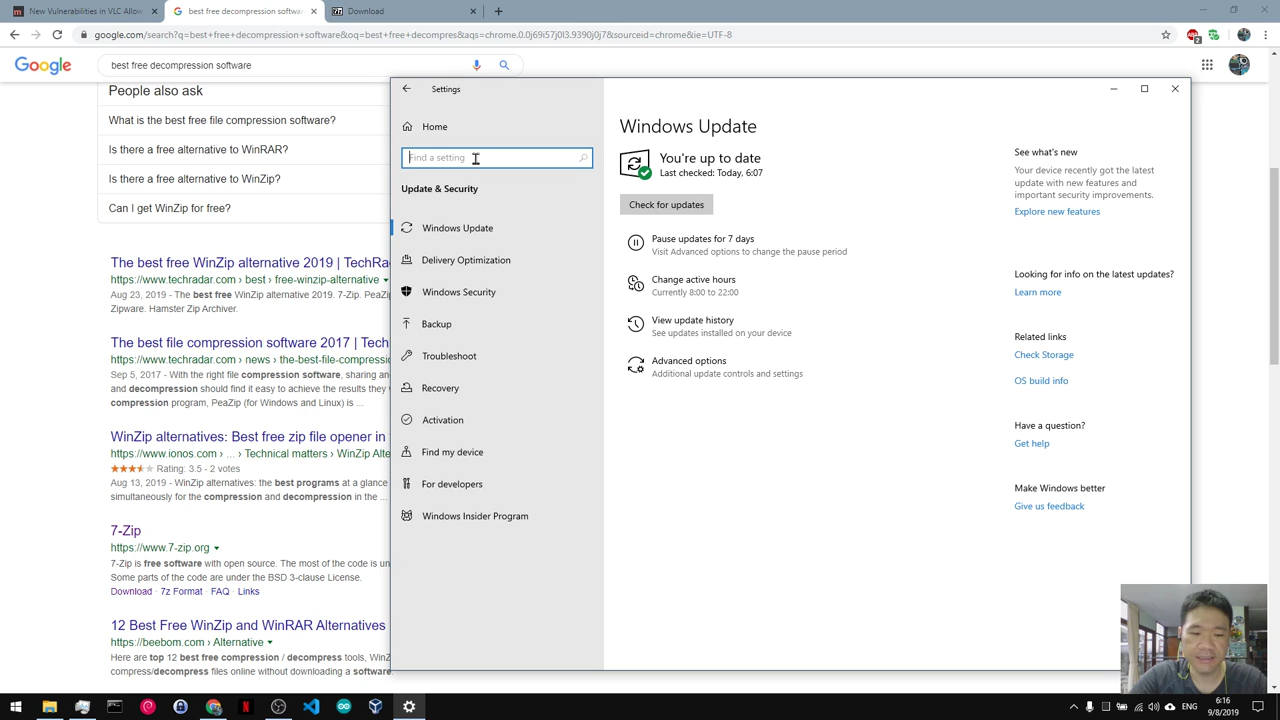 New Vulnerabilities in VLC Allow
best free decompression softwa
Download
google.com/search?q=best+free+decompression+software&oq=best+free+decompres&aqs=chrome.0.0j69i57j0l3.9390j0j7&sourceid=chrome&ie=UTF-8
Google
best free decompression software
People also ask
What is the best free file compression software?
Is there a free alternative to WinRAR?
Is there a free alternative to WinZip?
Can I get WinZip for free?
The best free WinZip alternative 2019 | TechRa
https://www.techradar.com › best › free-winzip-alternative
Aug 23, 2019 - The best free WinZip alternative 2019. 7-Zip. PeaZip
Zipware. Hamster Zip Archiver.
The best file compression software 2017 | Tech
https://www.techradar.com › news › the-best-file-compressio
Sep 5, 2017 - With the right file compression software, sharing an
and decompression should find it easy to achieve the results they
compression program, PeaZip (for Windows and Linux) is ...
WinZip alternatives: Best free zip file opener in
https://www.ionos.com › ... › Technical matters › WinZip Alte
Rating: 3.5 - 2 votes
Aug 13, 2019 - WinZip alternatives: the best programs at a glance
simultaneously for the compression and decompression in the ...
7-Zip
https://www.7-zip.org
7-Zip is free software with open source. The most of the code is un
Some parts of the code are under the BSD 3-clause License.
Download · 7z Format · FAQ · Links
12 Best Free WinZip and WinRAR Alternatives
https://beebom.com › Alternative
Here are top 12 best free compression / decompress tools, WinZ
compress/decompress files online without downloading a software.
Settings
Home
Find a setting
Update & Security
Windows Update
Delivery Optimization
Windows Security
Backup
Troubleshoot
Recovery
Activation
Find my device
For developers
Windows Insider Program
Windows Update
You're up to date
Last checked: Today, 6:07
Check for updates
Pause updates for 7 days
Visit Advanced options to change the pause period
Change active hours
Currently 8:00 to 22:00
View update history
See updates installed on your device
Advanced options
Additional update controls and settings
See what's new
Your device recently got the latest
update with new features and
important security improvements.
Explore new features
Looking for info on the latest updates?
Learn more
Related links
Check Storage
OS build info
Have a question?
Get help
Make Windows better
Give us feedback
ENG
6:16
9/8/2019